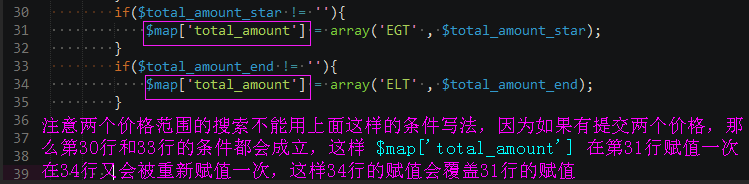 30 if($total_amount_star != ''){
31 $map['total_amount'] = array('EGT' , $total_amount_star);
32 }
33 if($total_amount_end != ''){
34 $map['total_amount'] = array('ELT' , $total_amount_end);
35 }
36 注意两个价格范围的搜索不能用上面这样的条件写法，因为如果有提交两个价格，那
37 么第30行和33行的条件都会成立，这样 $map['total_amount'] 在第31行赋值一次
38 在34行又会被重新赋值一次，这样34行的赋值会覆盖31行的赋值
39